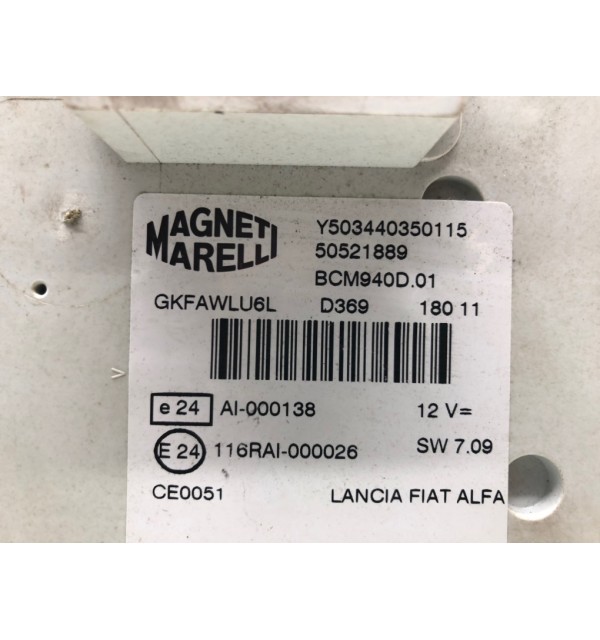 MAGNETI
MARELLI
Y503440350115
50521889
BCM940D.01
GKFAWLU6L D369 180 11
e 24 AI-000138 12 V=
E 24 116RAI-000026 SW 7.09
CE0051 LANCIA FIAT ALFA